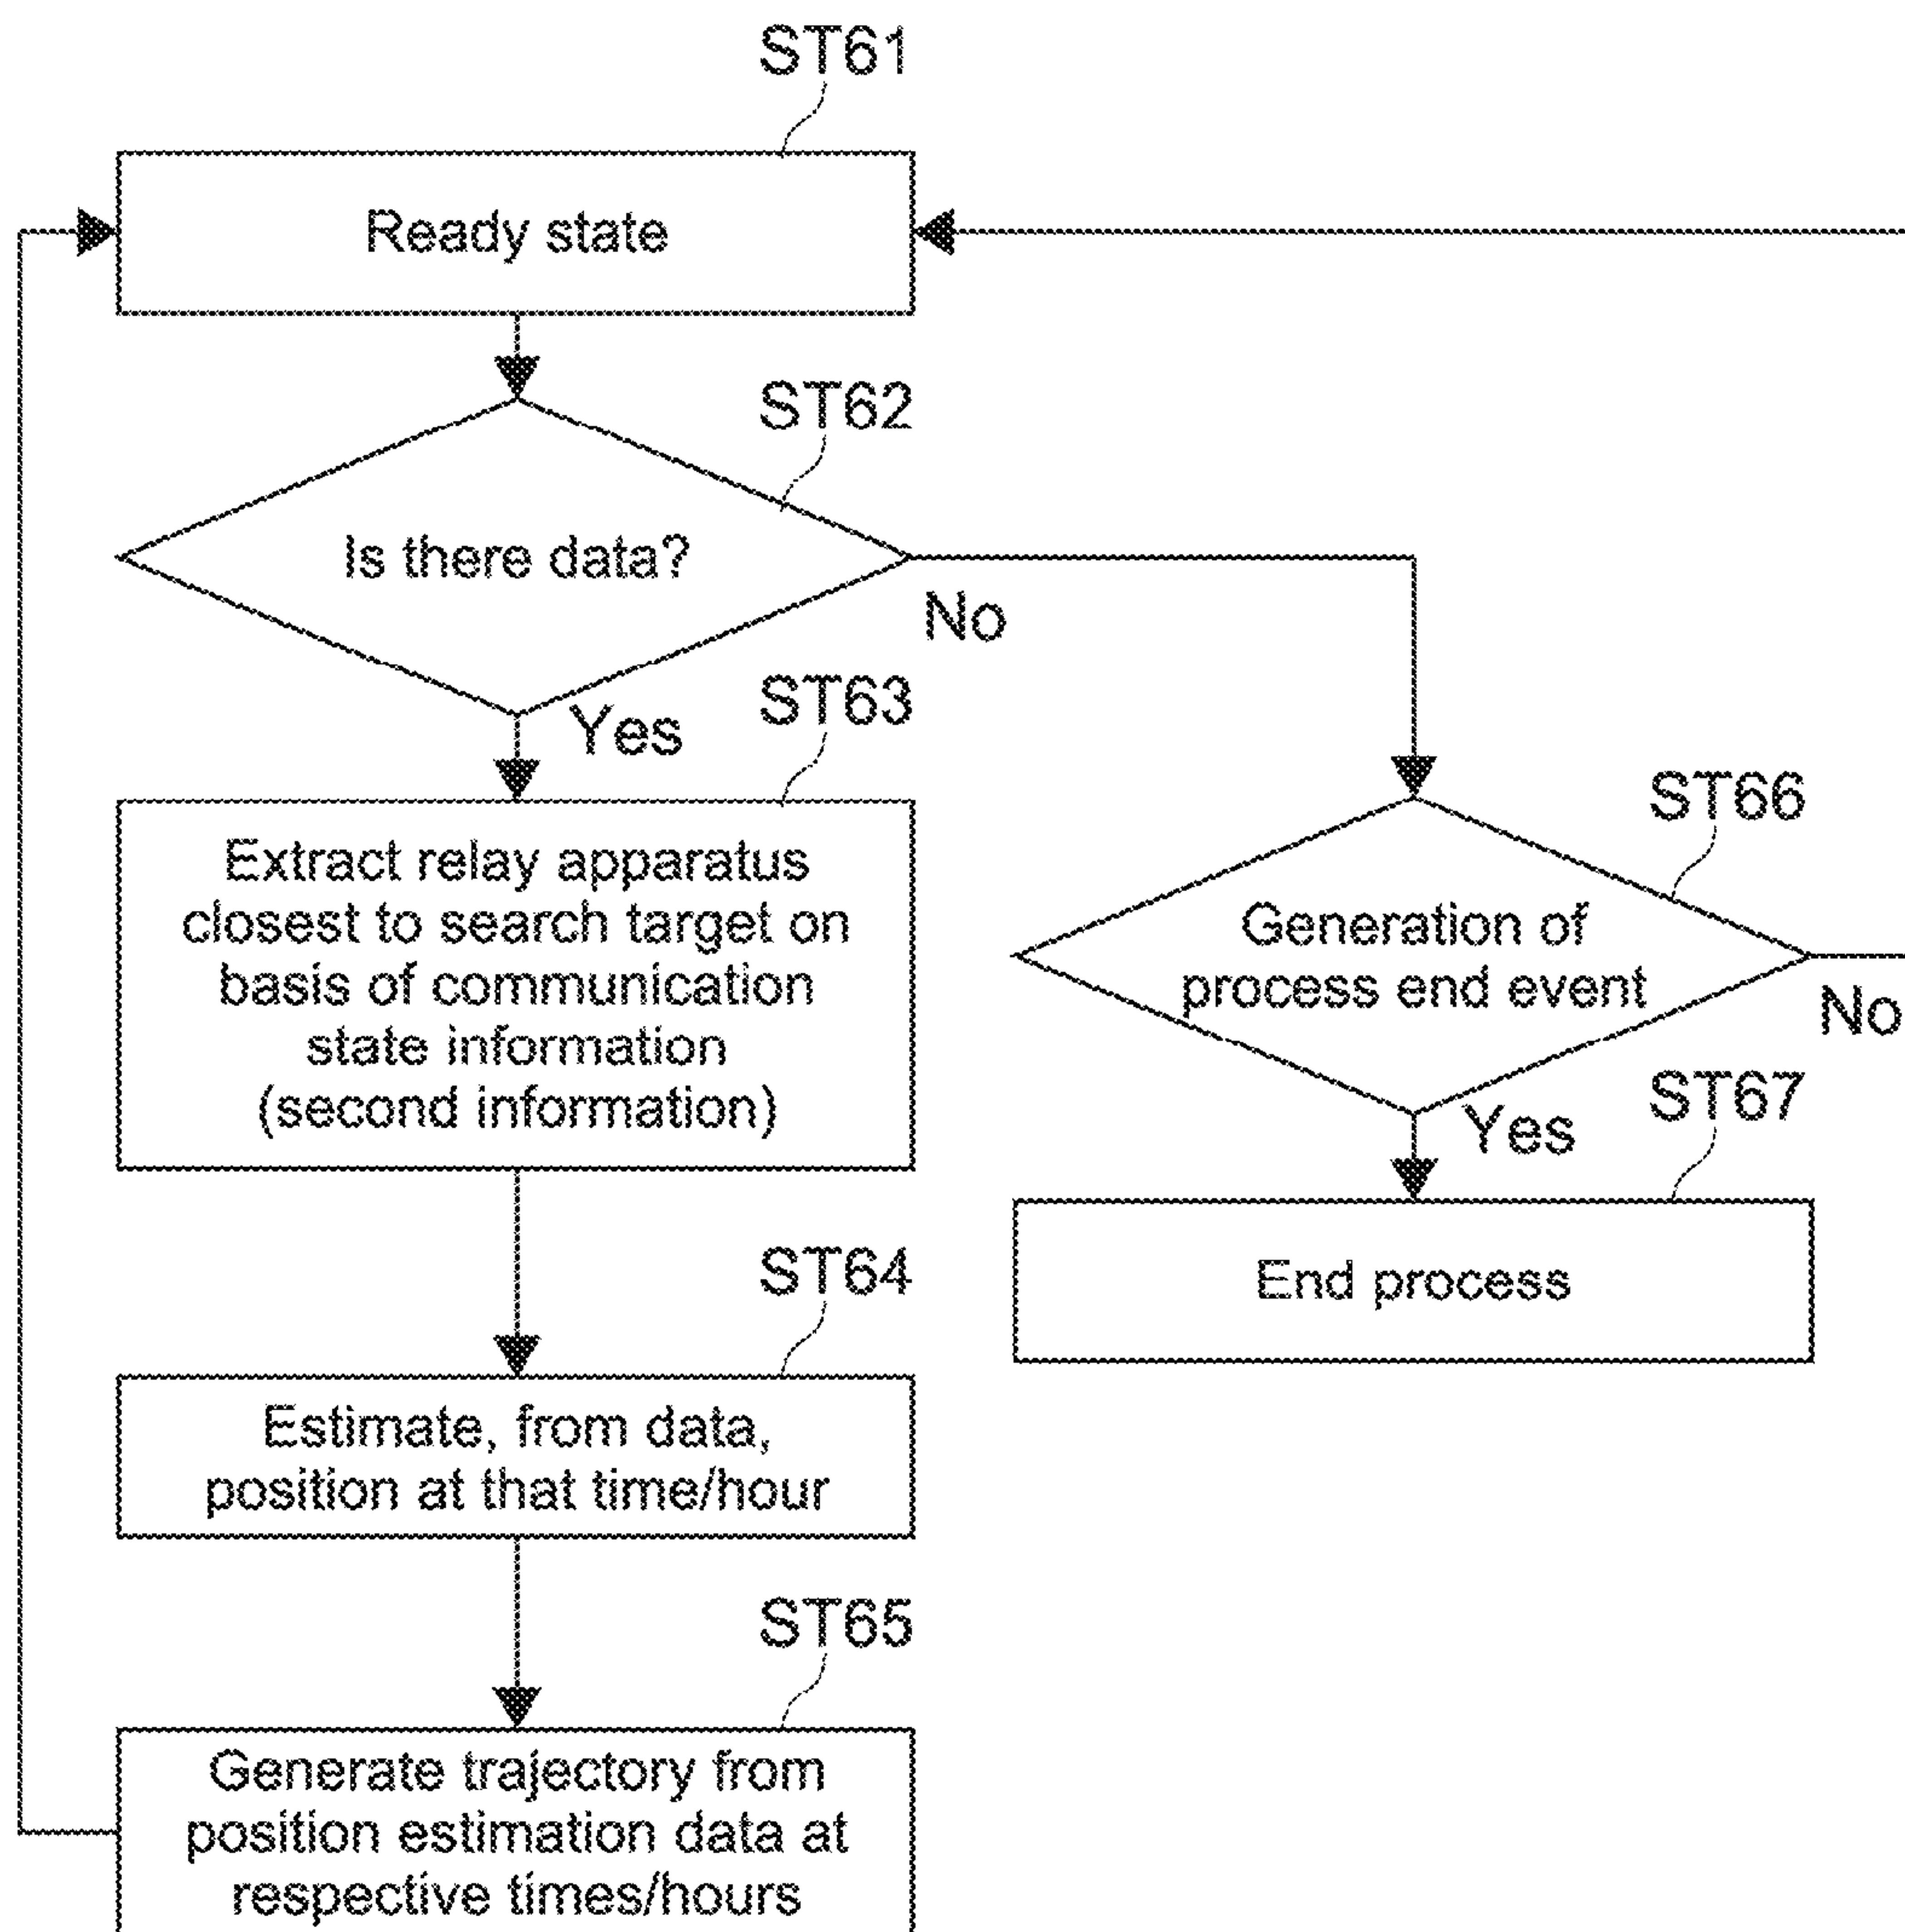 ST61
Ready state
ST62
Is there data?
No
Yes
ST63
Extract relay apparatus
closest to search target on
basis of communication
state information
(second information)
ST64
Estimate, from data,
position at that time/hour
ST65
Generate trajectory from
position estimation data at
respective times/hours
ST66
Generation of
process end event
No
Yes
ST67
End process